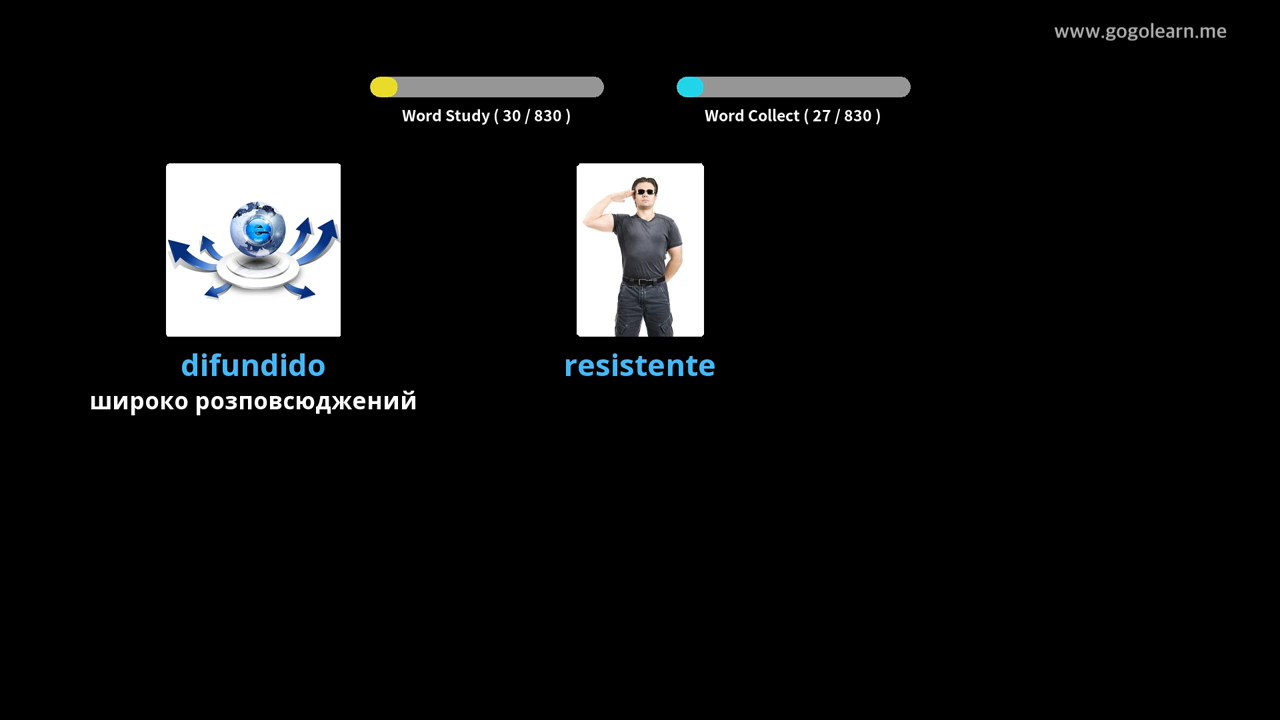 www.gogolearn.me
Word Study ( 30 / 830 )
Word Collect ( 27 / 830 )
e
difundido
resistente
широко розповсюджений